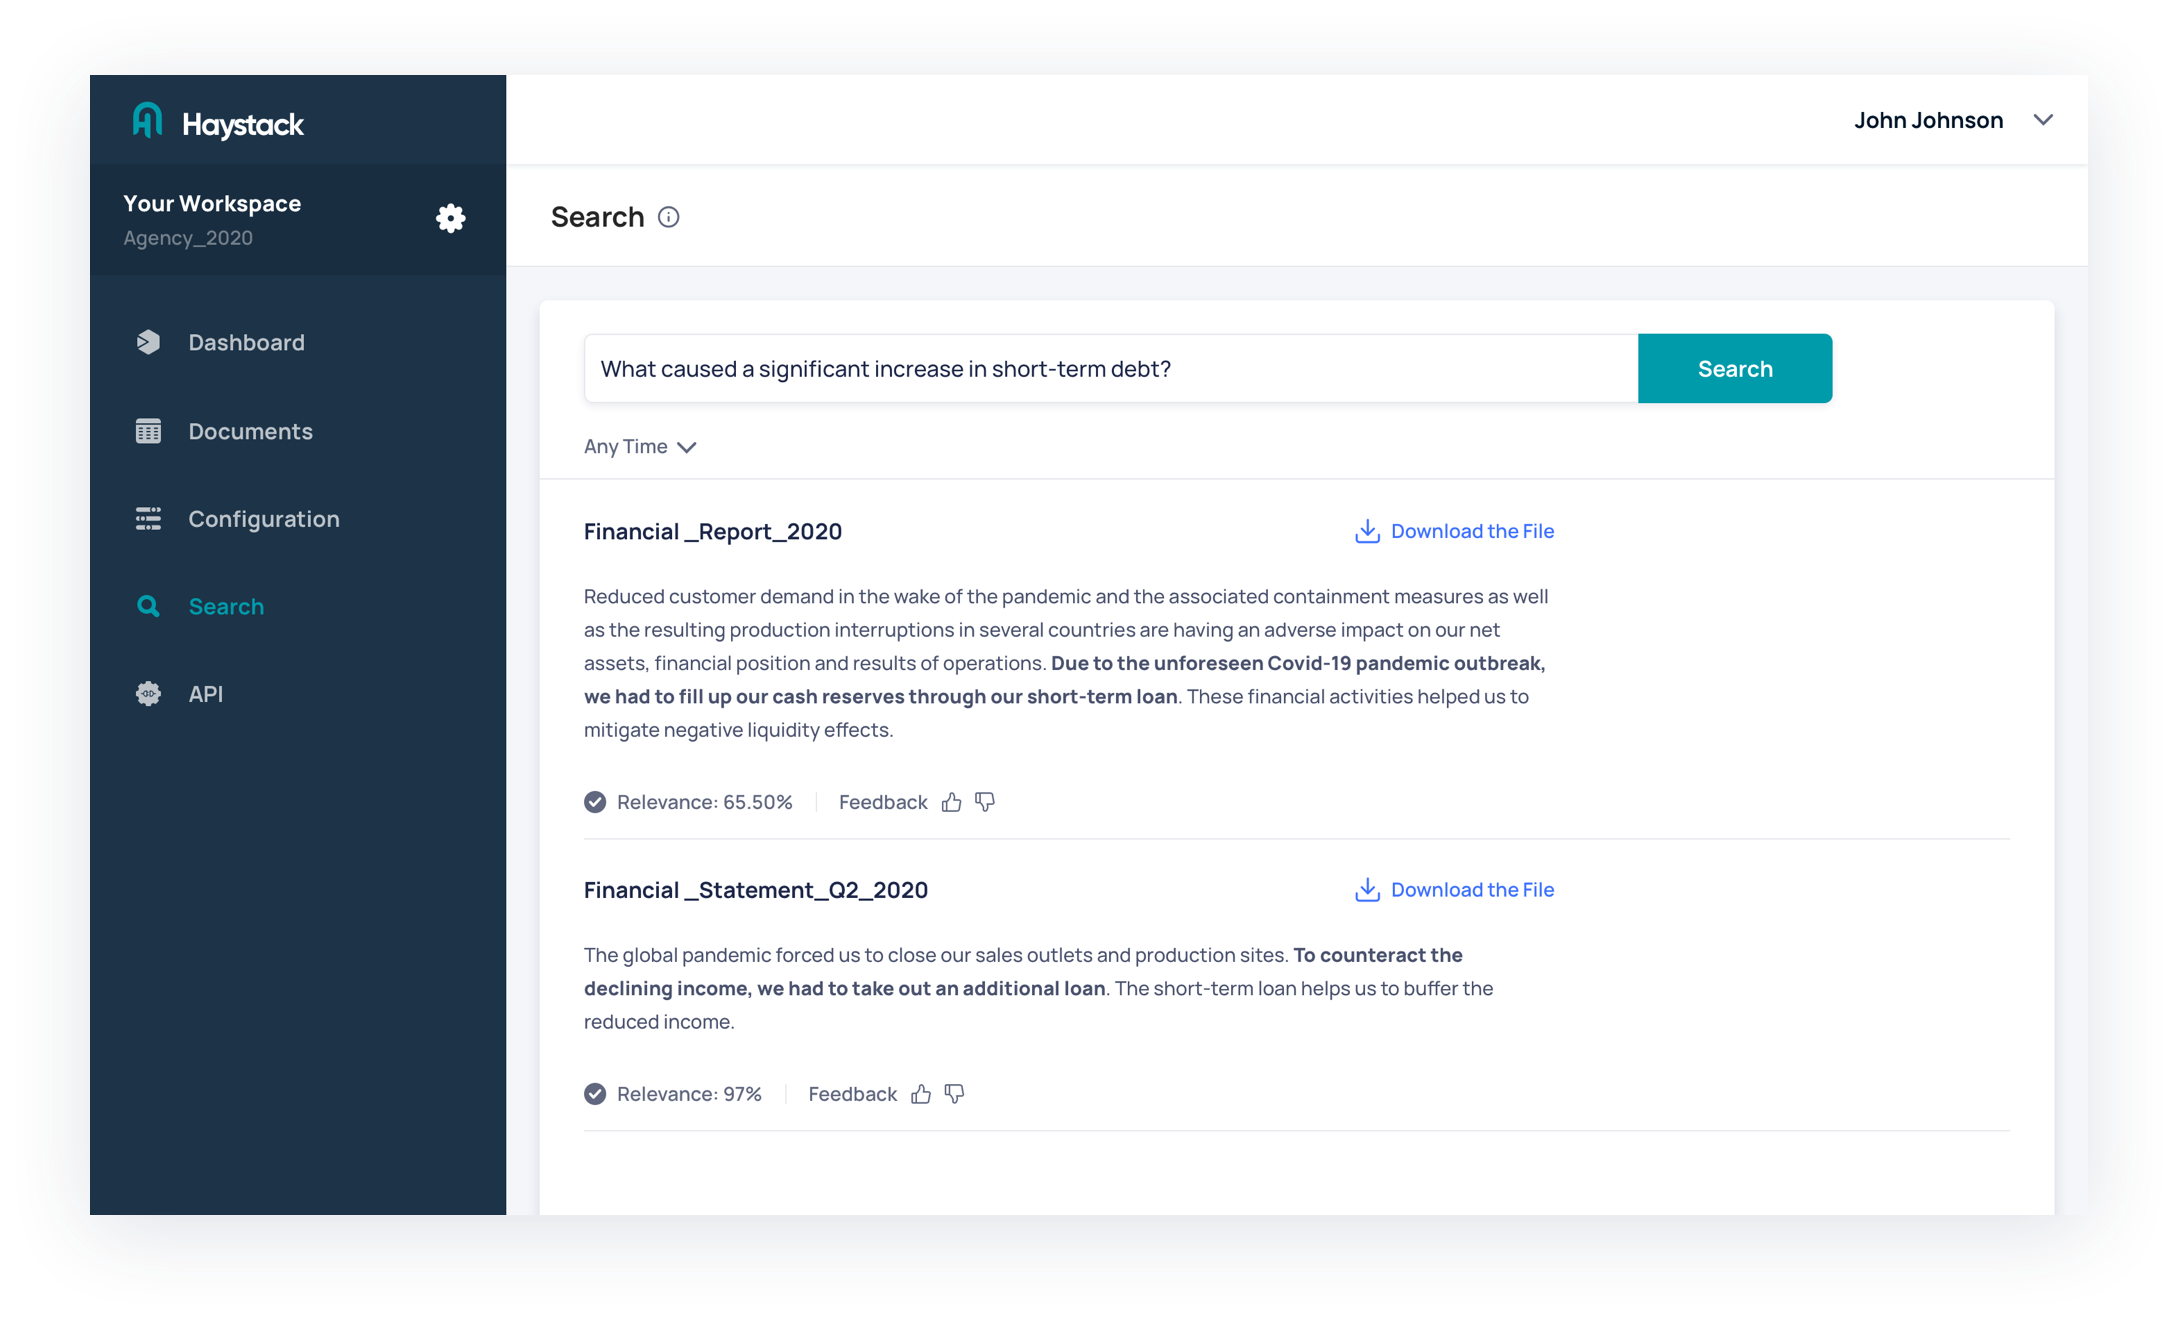 Haystack
John Johnson
Your Workspace
Agency_2020
Search
Dashboard
Documents
Configuration
Search
API
What caused a significant increase in short-term debt?
Search
Any Time
Financial _Report_2020
Download the File
Reduced customer demand in the wake of the pandemic and the associated containment measures as well
as the resulting production interruptions in several countries are having an adverse impact on our net
assets, financial position and results of operations. Due to the unforeseen Covid-19 pandemic outbreak,
we had to fill up our cash reserves through our short-term loan. These financial activities helped us to
mitigate negative liquidity effects.
Relevance: 65.50%
Feedback
Financial _Statement_Q2_2020
Download the File
The global pandemic forced us to close our sales outlets and production sites. To counteract the
declining income, we had to take out an additional loan. The short-term loan helps us to buffer the
reduced income.
Relevance: 97%
Feedback